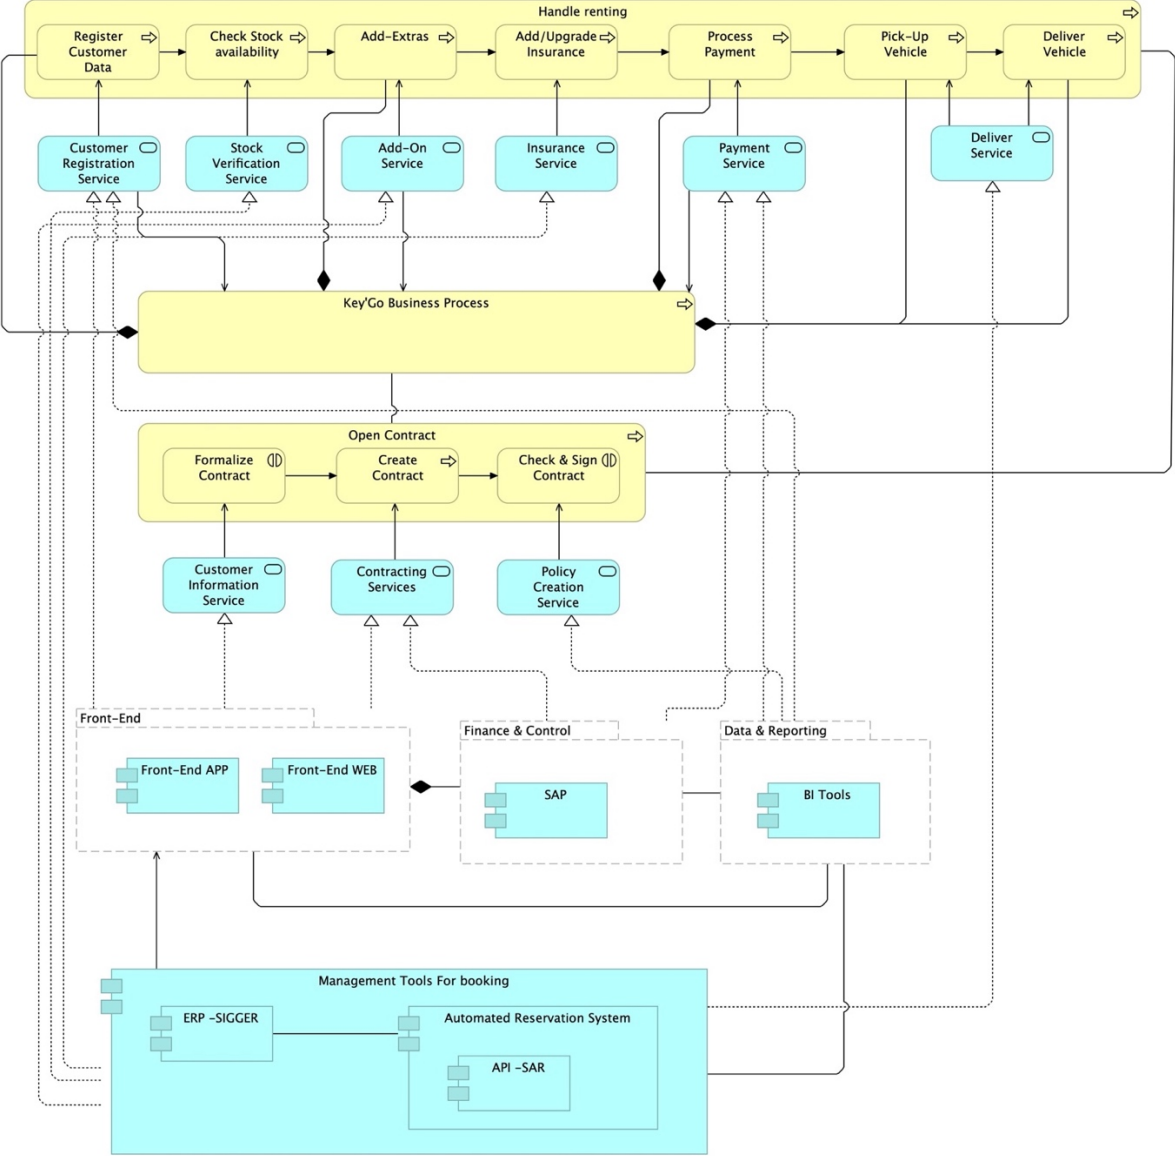 Handle renting
Register
Customer
Data
Check Stock
availability
Add-Extras
Add/Upgrade
Insurance
Process
Payment
Pick-Up
Vehicle
Deliver
Vehicle
Customer
Registration
Service
Stock
Verification
Service
Add-On
Service
Insurance
Service
Payment
Service
Deliver
Service
Key'Go Business Process
Open Contract
Formalize
Contract
Create
Contract
Check & Sign
Contract
Customer
Information
Service
Contracting
Services
Policy
Creation
Service
Front-End
Front-End APP
Front-End WEB
Finance & Control
SAP
Data & Reporting
BI Tools
Management Tools For booking
ERP -SIGGER
Automated Reservation System
API -SAR